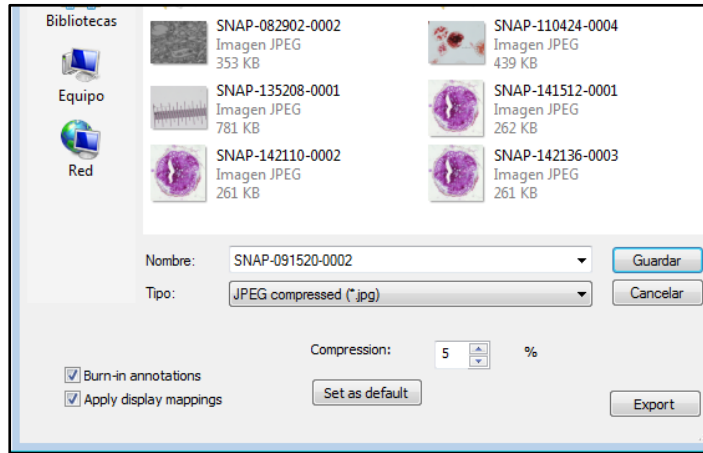 Bibliotecas
Equipo
Red
SNAP-082902-0002
Imagen JPEG
353 KB
SNAP-110424-0004
Imagen JPEG
439 KB
SNAP-135208-0001
Imagen JPEG
781 KB
SNAP-141512-0001
Imagen JPEG
262 KB
SNAP-142110-0002
Imagen JPEG
261 KB
SNAP-142136-0003
Imagen JPEG
261 KB
Nombre: SNAP-091520-0002 Guardar
Tipo: JPEG compressed (*.jpg) Cancelar
Compression: 5 %
Burn-in annotations
Apply display mappings
Set as default
Export